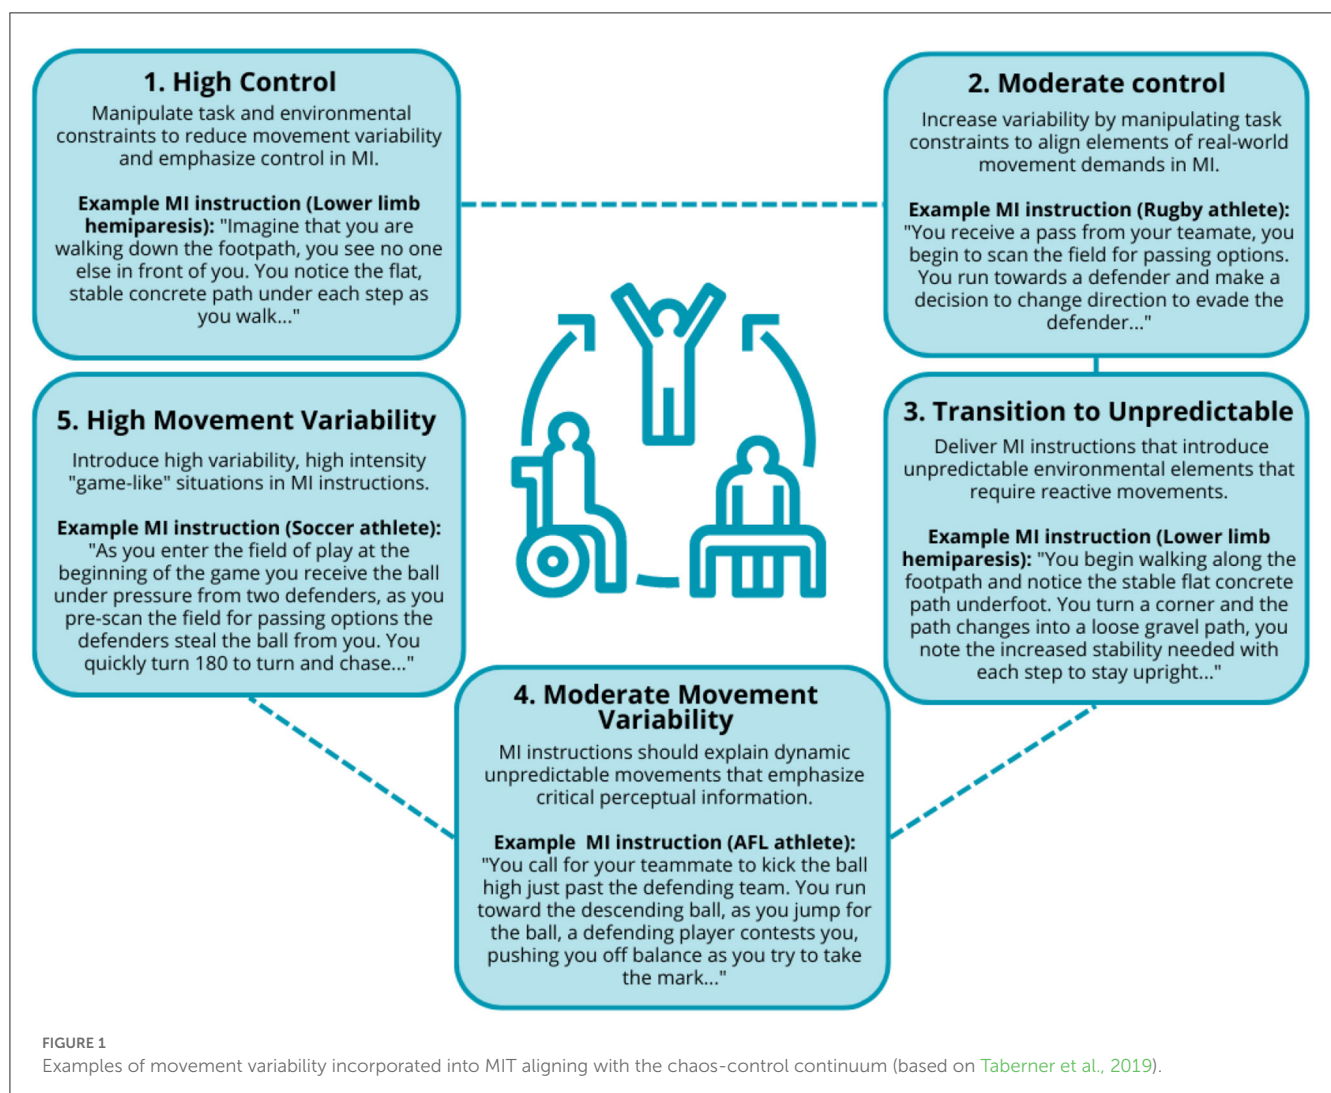 1. High Control
Manipulate task and environmental
constraints to reduce movement variability
and emphasize control in MI.
Example MI instruction (Lower limb
hemiparesis): "Imagine that you are
walking down the footpath, you see no one
else in front of you. You notice the flat,
stable concrete path under each step as
you walk..."
2. Moderate control
Increase variability by manipulating task
constraints to align elements of real-world
movement demands in MI.
Example MI instruction (Rugby athlete):
"You receive a pass from your teamate, you
begin to scan the field for passing options.
You run towards a defender and make a
decision to change direction to evade the
defender..."
3. Transition to Unpredictable
Deliver MI instructions that introduce
unpredictable environmental elements that
require reactive movements.
Example MI instruction (Lower limb
hemiparesis): "You begin walking along the
footpath and notice the stable flat concrete
path underfoot. You turn a corner and the
path changes into a loose gravel path, you
note the increased stability needed with
each step to stay upright..."
4. Moderate Movement
Variability
MI instructions should explain dynamic
unpredictable movements that emphasize
critical perceptual information.
Example MI instruction (AFL athlete):
"You call for your teammate to kick the ball
high just past the defending team. You run
toward the descending ball, as you jump for
the ball, a defending player contests you,
pushing you off balance as you try to take
the mark..."
5. High Movement Variability
Introduce high variability, high intensity
"game-like" situations in MI instructions.
Example MI instruction (Soccer athlete):
"As you enter the field of play at the
beginning of the game you receive the ball
under pressure from two defenders, as you
pre-scan the field for passing options the
defenders steal the ball from you. You
quickly turn 180 to turn and chase..."
FIGURE 1
Examples of movement variability incorporated into MIT aligning with the chaos-control continuum (based on Taberner et al., 2019).